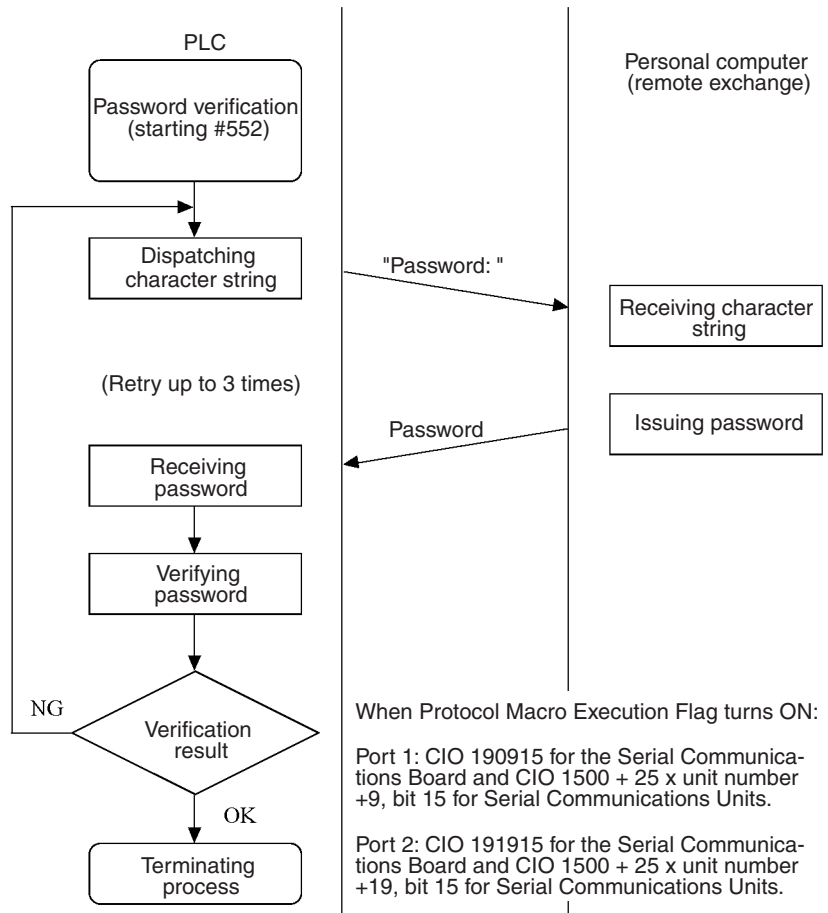 PLC
Personal computer
(remote exchange)
Password verification
(starting #552)
Dispatching
character string
"Password: "
Receiving character
string
(Retry up to 3 times)
Issuing password
Password
Receiving
password
Verifying
password
NG
Verification
result
OK
Terminating
process
When Protocol Macro Execution Flag turns ON:
Port 1: CIO 190915 for the Serial Communica-
tions Board and CIO 1500 + 25 x unit number
+9, bit 15 for Serial Communications Units.
Port 2: CIO 191915 for the Serial Communica-
tions Board and CIO 1500 + 25 x unit number
+19, bit 15 for Serial Communications Units.